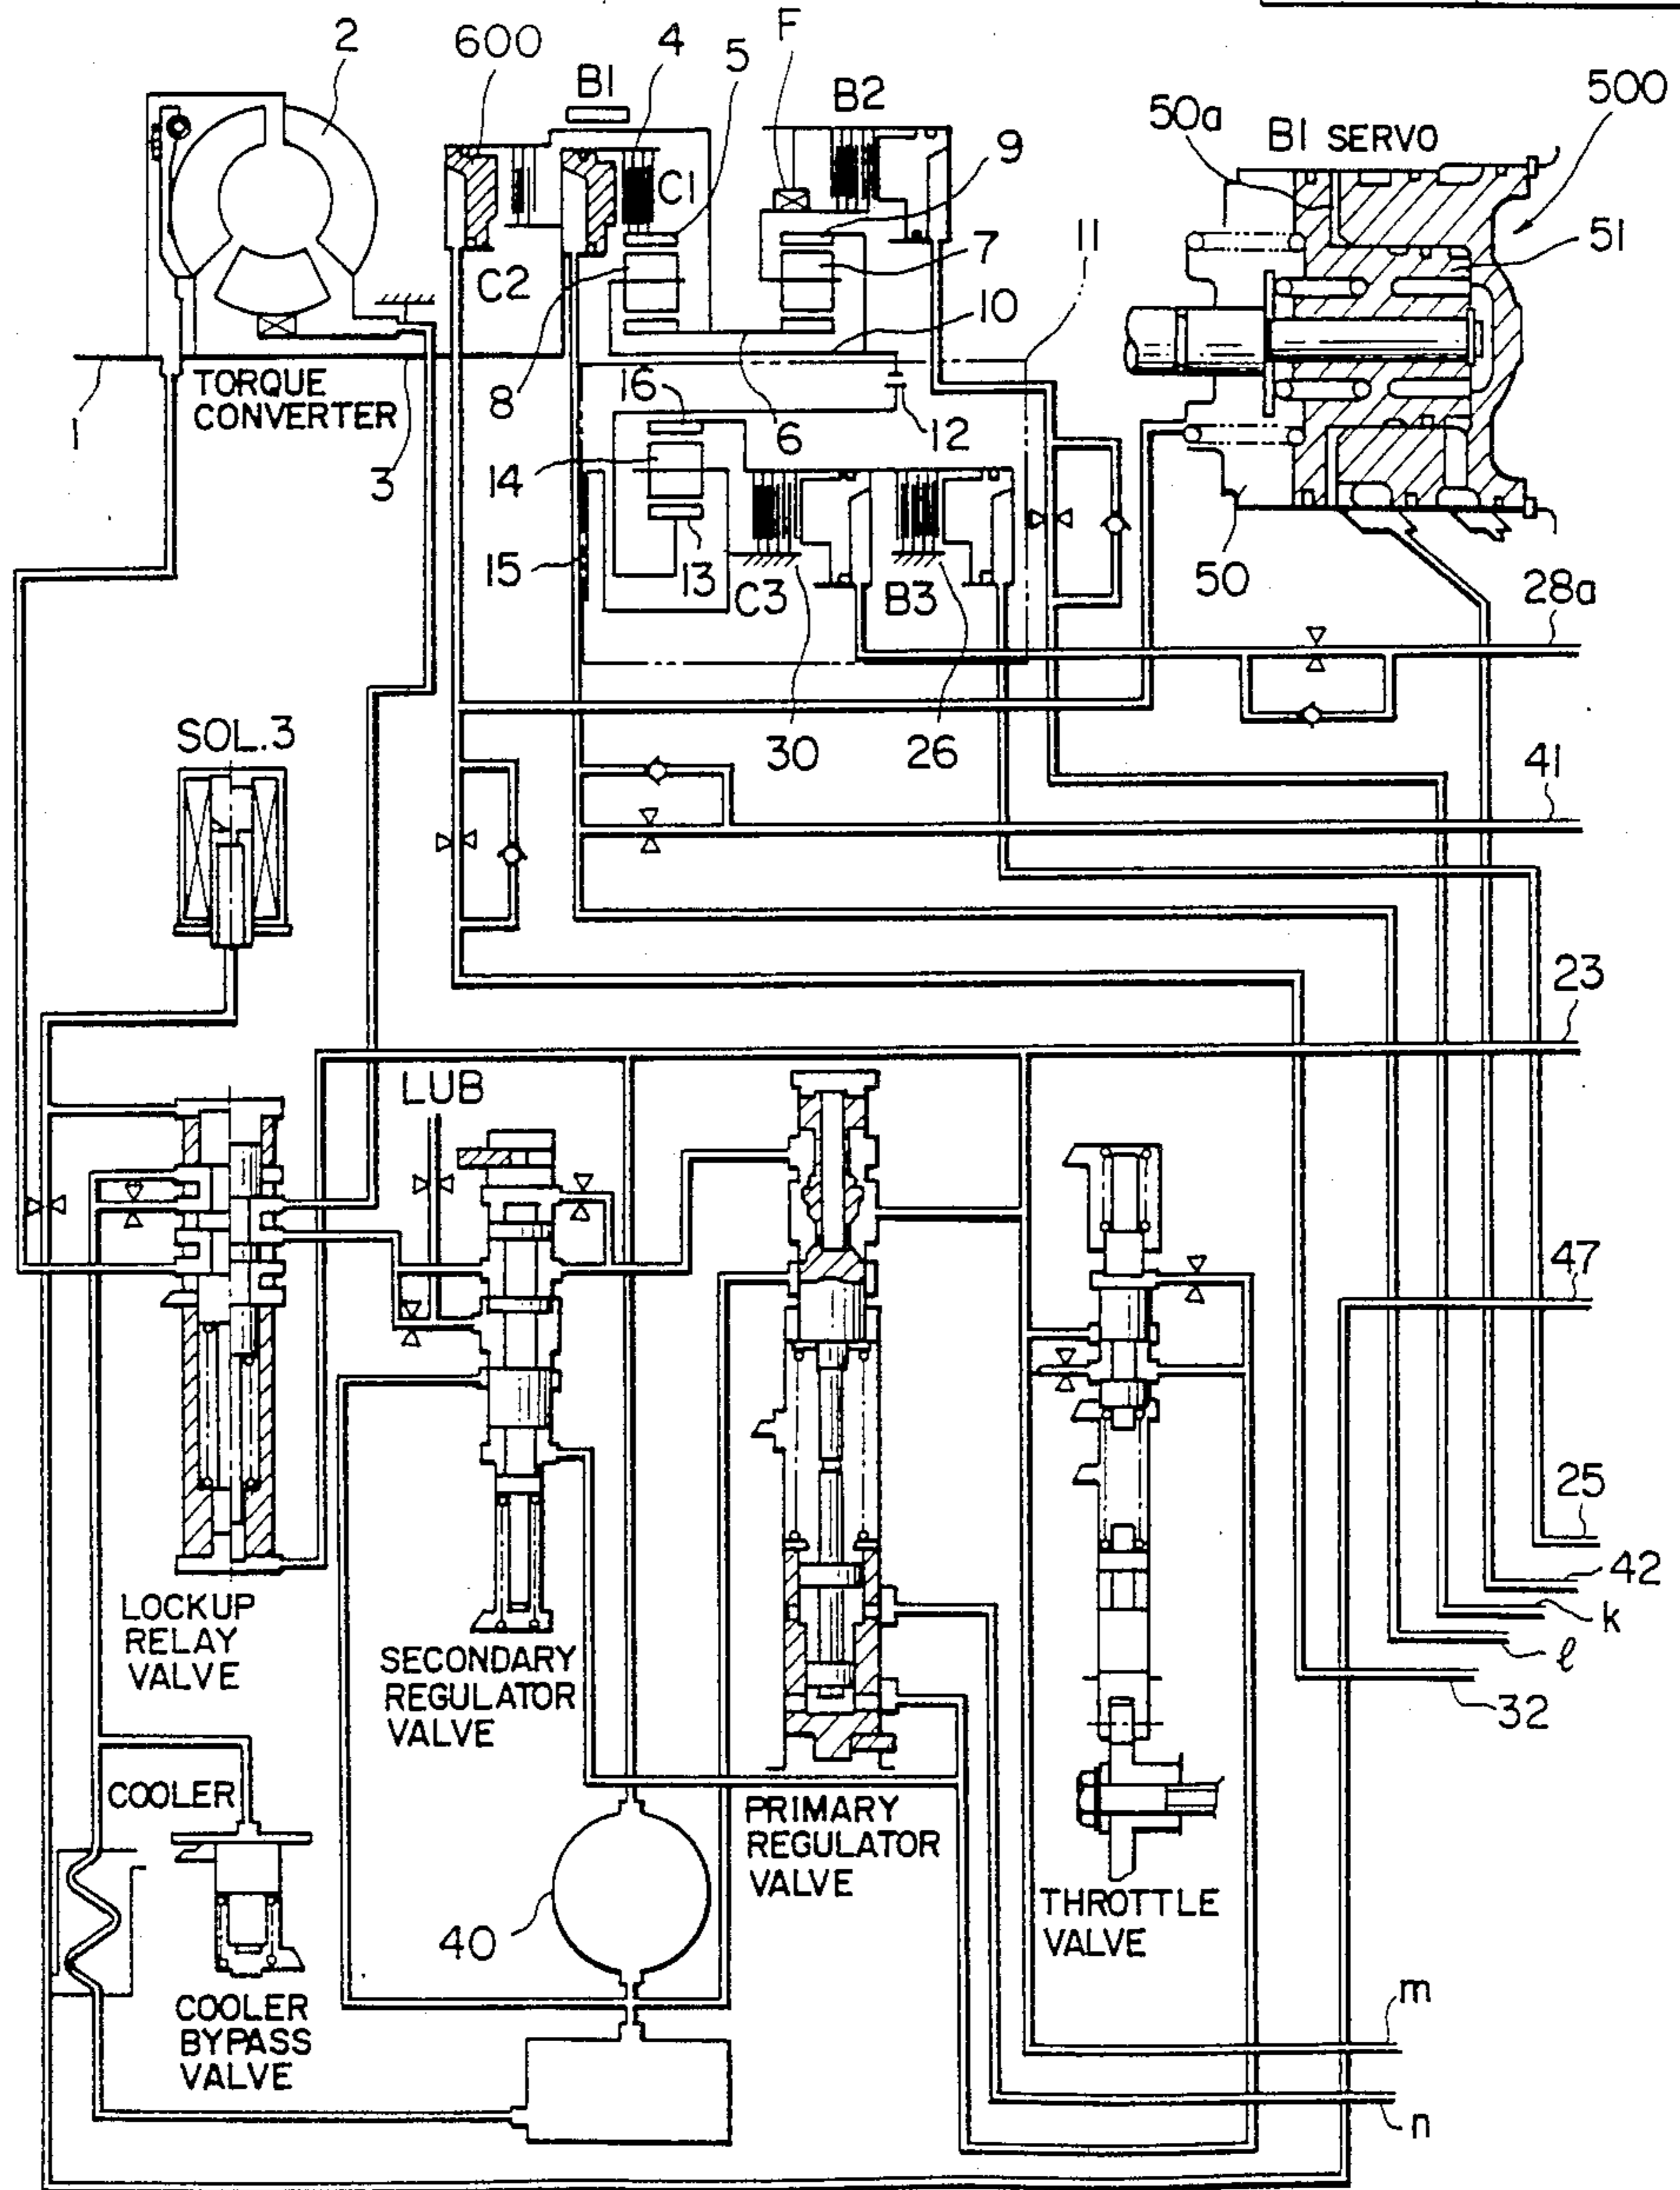 2
600
B1
4
5
F
B2
50a
B1 SERVO
500
9
C1
11
51
7
C2
10
TORQUE
CONVERTER
8
16
6
12
1
3
14
15
13
C3
B3
50
28a
SOL.3
30
26
41
23
LUB
47
25
42
k
ℓ
32
LOCKUP
RELAY
VALVE
SECONDARY
REGULATOR
VALVE
COOLER
PRIMARY
REGULATOR
VALVE
THROTTLE
VALVE
40
COOLER
BYPASS
VALVE
m
n